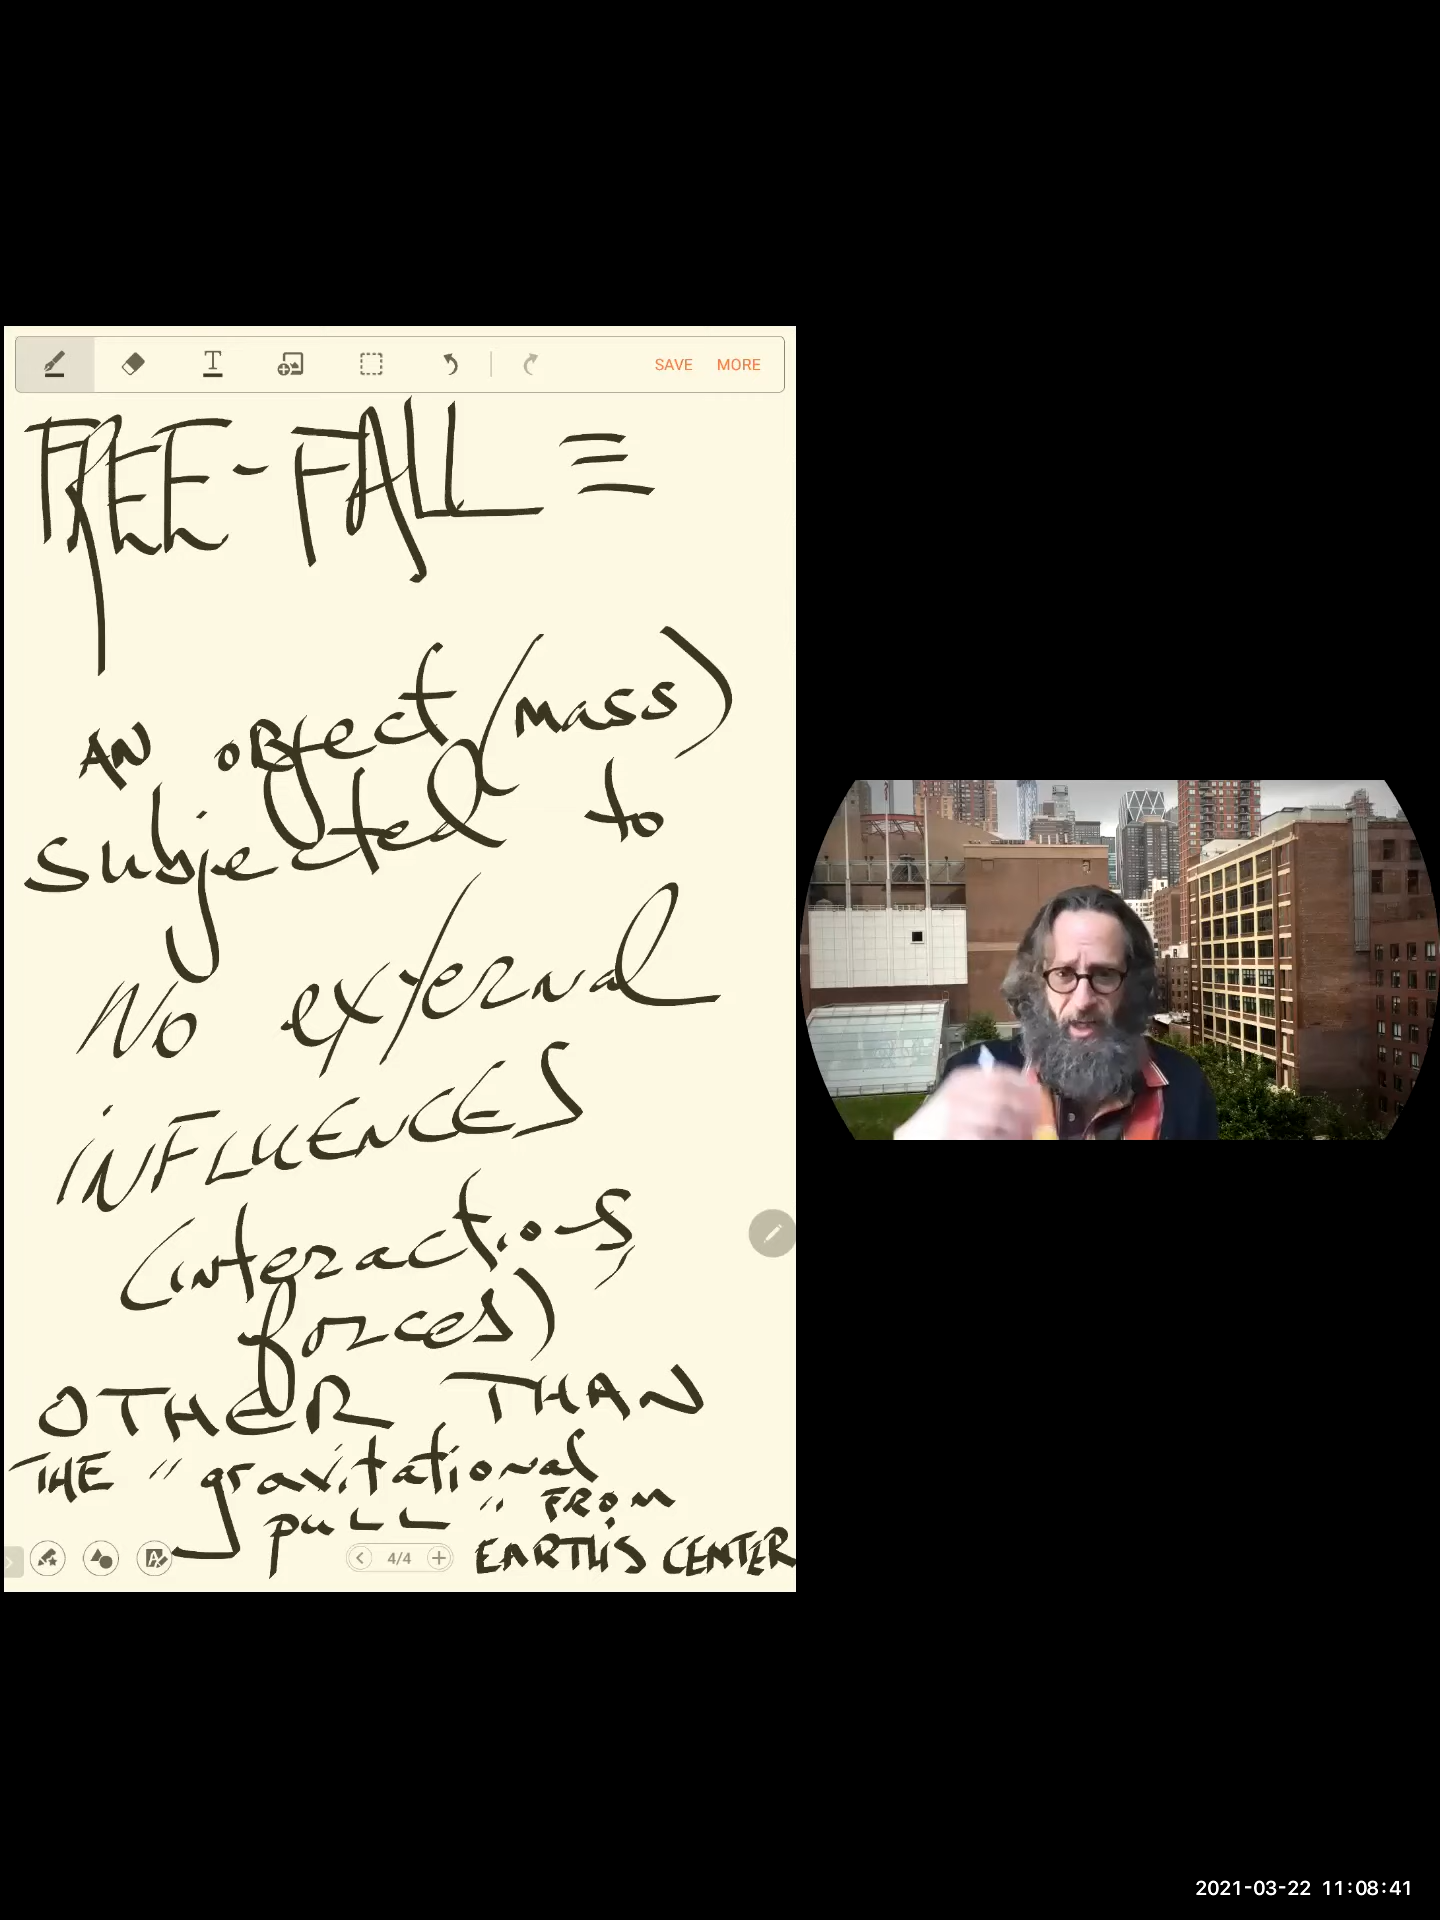 T
SAVE MORE
FREE-FALL ≡
AN OBject (mass)
subjected to
No external
iNFLUENCES
(interactions,
forces)
OTHER THAN
THE "gravitational
puLL" FROM
EARTH'S CENTER
A
4/4
2021-03-22 11:08:41